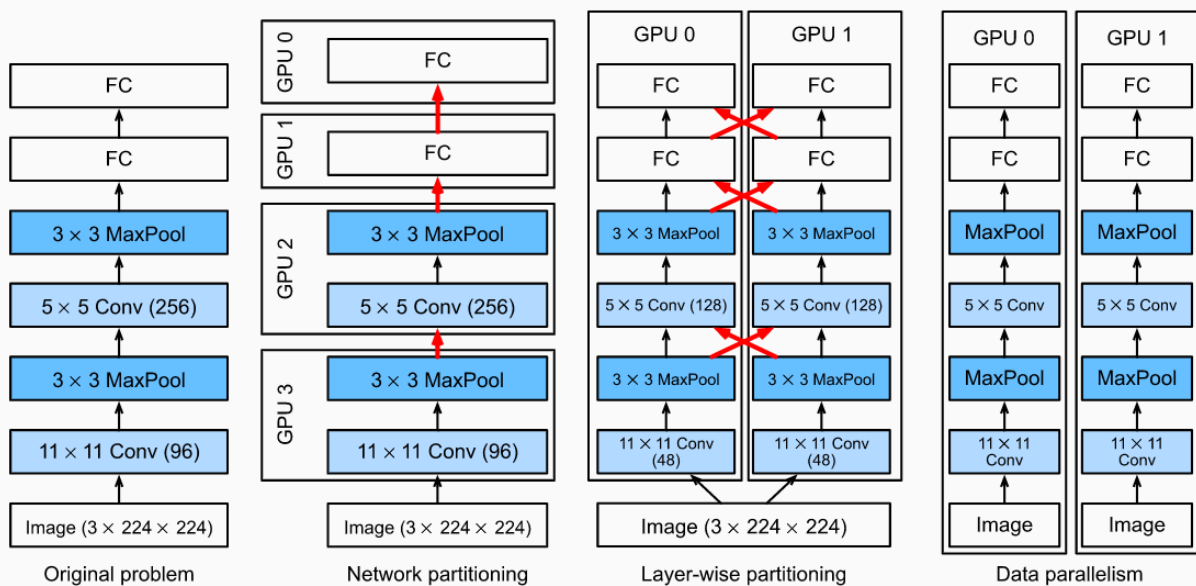 FC
FC
3 × 3 MaxPool
5 × 5 Conv (256)
3 × 3 MaxPool
11 × 11 Conv (96)
Image (3 × 224 × 224)
Original problem
GPU 0
FC
GPU 1
FC
GPU 2
3 × 3 MaxPool
5 × 5 Conv (256)
GPU 3
3 × 3 MaxPool
11 × 11 Conv (96)
Image (3 × 224 × 224)
Network partitioning
GPU 0
FC
FC
3 × 3 MaxPool
5 × 5 Conv (128)
3 × 3 MaxPool
11 × 11 Conv
(48)
GPU 1
FC
FC
3 × 3 MaxPool
5 × 5 Conv (128)
3 × 3 MaxPool
11 × 11 Conv
(48)
Image (3 × 224 × 224)
Layer-wise partitioning
GPU 0
FC
FC
MaxPool
5 × 5 Conv
MaxPool
11 × 11
Conv
Image
GPU 1
FC
FC
MaxPool
5 × 5 Conv
MaxPool
11 × 11
Conv
Image
Data parallelism